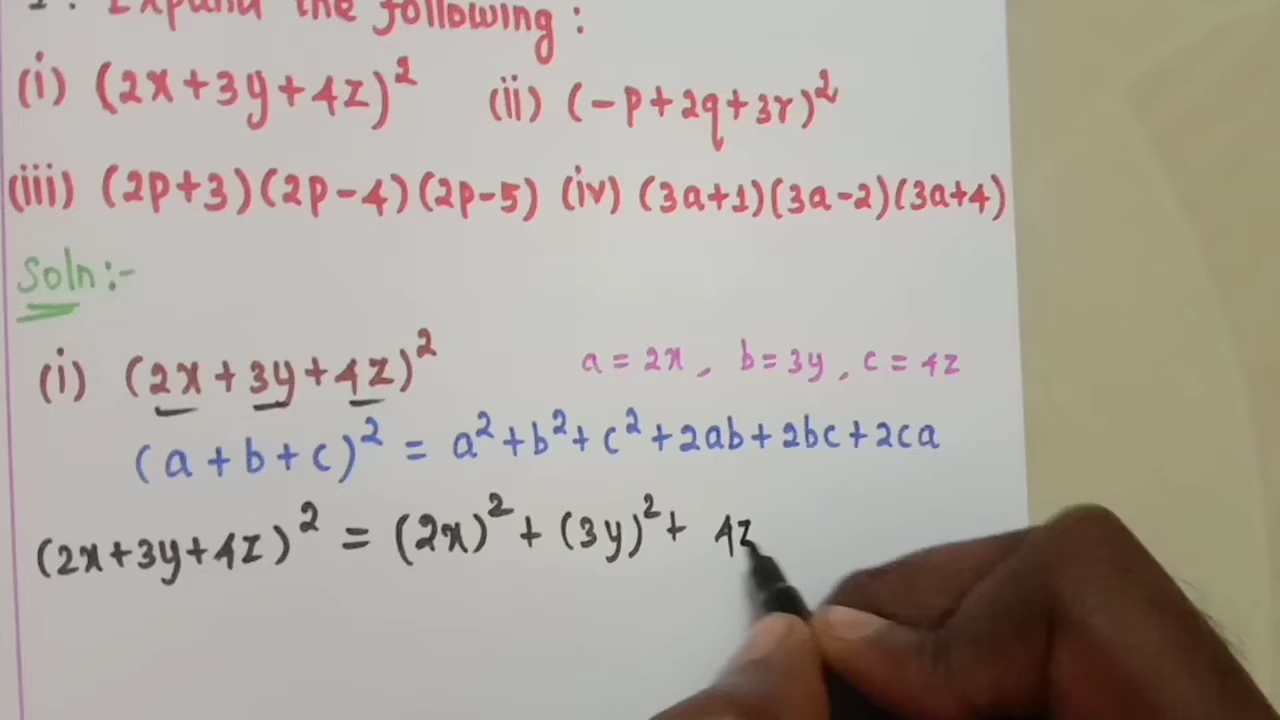 1. Expand the following :
(i) (2x+3y+4z)² (ii) (-p+2q+3r)²
(iii) (2p+3)(2p-4)(2p-5) (iv) (3a+1)(3a-2)(3a+4)
Soln:-
(i) (2x+3y+4z)² a = 2x, b = 3y, c = 4z
(a+b+c)² = a²+b²+c²+2ab+2bc+2ca
(2x+3y+4z)² = (2x)²+(3y)²+ 4z